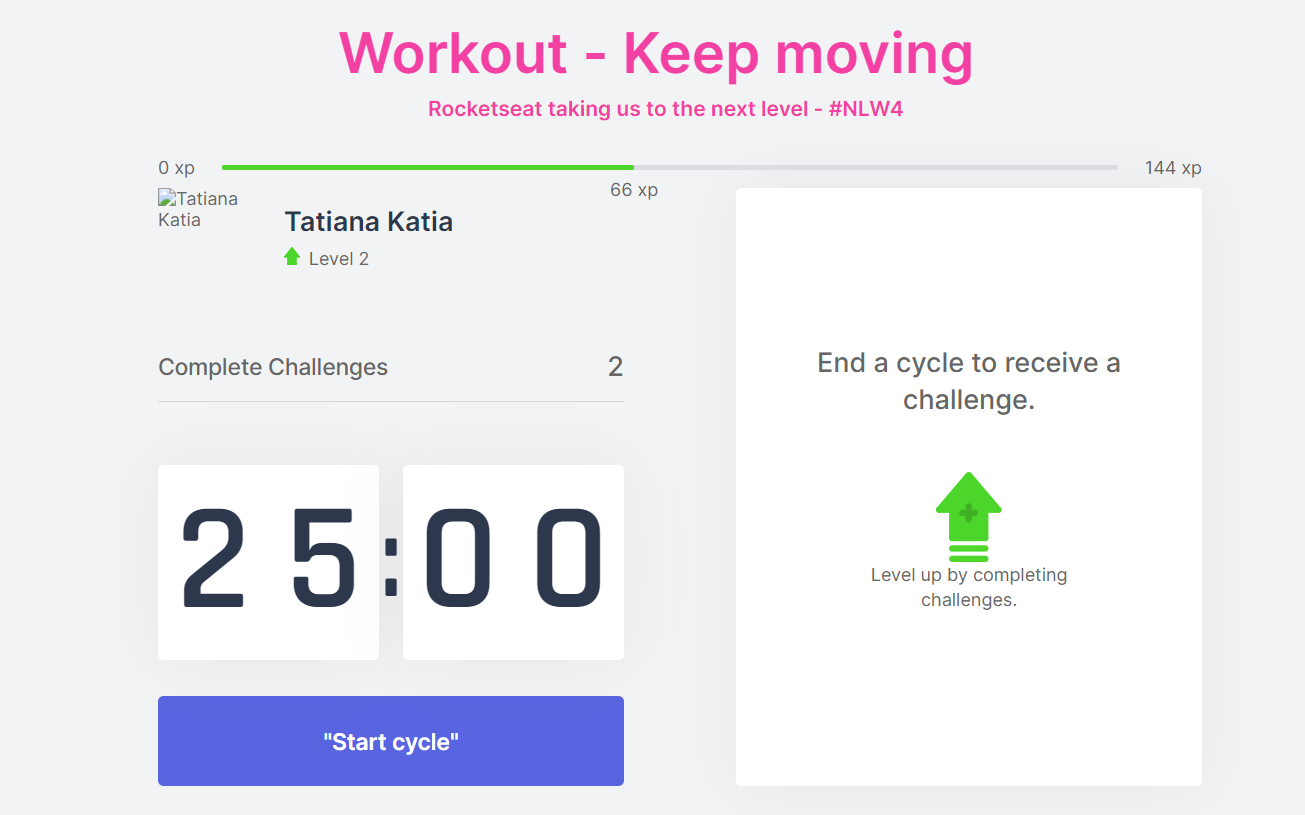 Workout - Keep moving
Rocketseat taking us to the next level - #NLW4
0 xp
66 xp
144 xp
Tatiana
Katia
Tatiana Katia
Level 2
Complete Challenges 2
25:00
"Start cycle"
End a cycle to receive a
challenge.
Level up by completing
challenges.